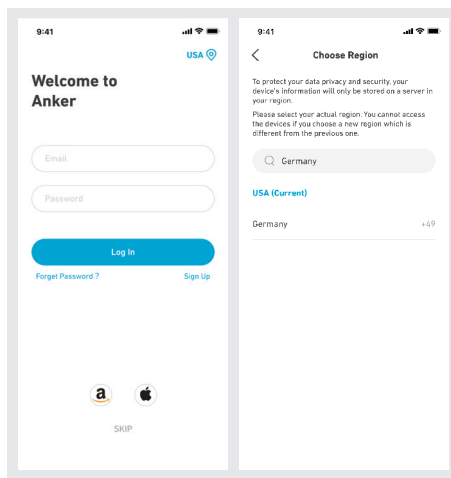 9:41
USA
Welcome to
Anker
Email
Password
Log In
Forget Password ?
Sign Up
a
SKIP
9:41
Choose Region
To protect your data privacy and security, your
device's information will only be stored on a server in
your region.
Please select your actual region. You cannot access
the devices if you choose a new region which is
different from the previous one.
Germany
USA (Current)
Germany
+49